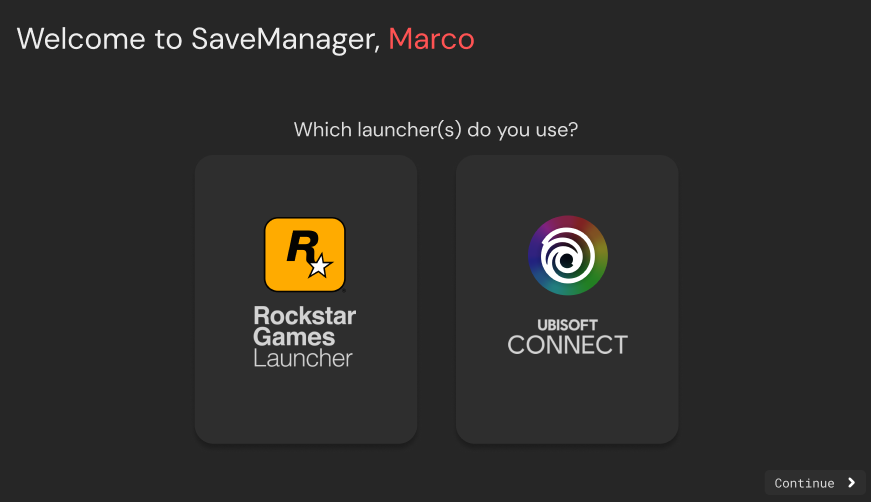 Welcome to SaveManager, Marco
Which launcher(s) do you use?
R
Rockstar
Games
Launcher
UBISOFT
CONNECT
Continue